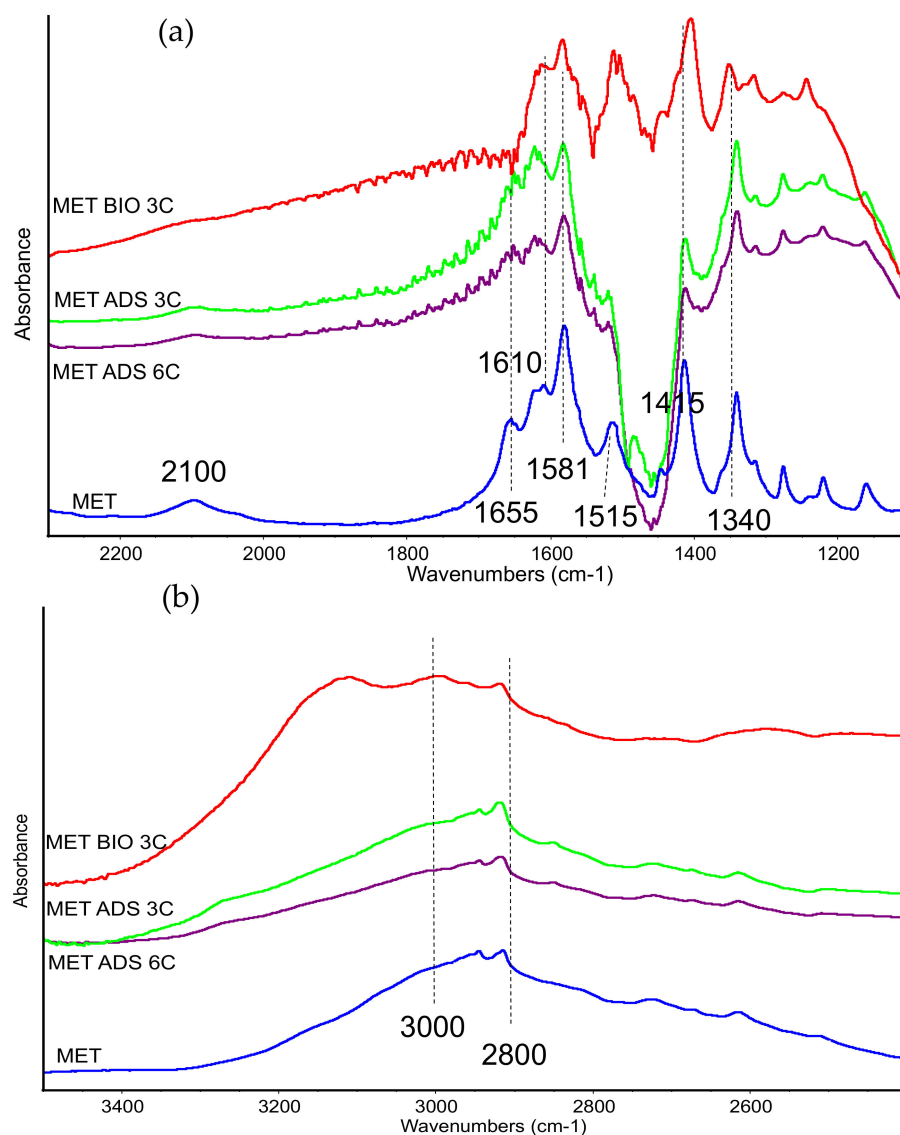 (a)
Absorbance
MET BIO 3C
MET ADS 3C
MET ADS 6C
MET
2100
1610
1415
1581
1655
1515
1340
2200 2000 1800 1600 1400 1200
Wavenumbers (cm-1)
(b)
Absorbance
MET BIO 3C
MET ADS 3C
MET ADS 6C
MET
3000
2800
3400 3200 3000 2800 2600
Wavenumbers (cm-1)